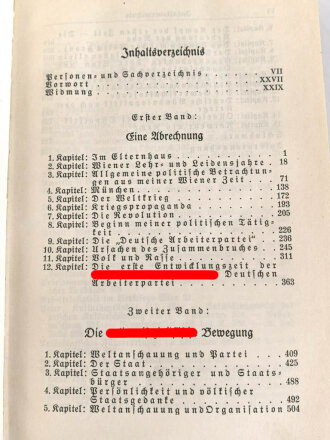 Inhaltsverzeichnis
Personen- und Sachverzeichnis . . . . . . . VII
Vorwort . . . . . . . . . . . . . . . . . XXVII
Widmung . . . . . . . . . . . . . . . . . XXIX
Erster Band:
Eine Abrechnung
1. Kapitel: Im Elternhaus . . . . . . . . . 1
2. Kapitel: Wiener Lehr- und Leidensjahre . 18
3. Kapitel: Allgemeine politische Betrachtun-
gen aus meiner Wiener Zeit . . . 71
4. Kapitel: München . . . . . . . . . . . 138
5. Kapitel: Der Weltkrieg . . . . . . . . 172
6. Kapitel: Kriegspropaganda . . . . . . . 193
7. Kapitel: Die Revolution . . . . . . . . 205
8. Kapitel: Beginn meiner politischen Tätig-
keit . . . . . . . . . . . . . . . . 226
9. Kapitel: Die „Deutsche Arbeiterpartei“ . . 236
10. Kapitel: Ursachen des Zusammenbruches . 245
11. Kapitel: Volk und Rasse . . . . . . . . 311
12. Kapitel: Die erste Entwicklungszeit der
Deutschen
Arbeiterpartei . . . . . . . . . . . 363
Zweiter Band:
Die Bewegung
1. Kapitel: Weltanschauung und Partei . . . 409
2. Kapitel: Der Staat . . . . . . . . . . . 425
3. Kapitel: Staatsangehöriger und Staats-
bürger . . . . . . . . . . . . . . . 488
4. Kapitel: Persönlichkeit und völkischer
Staatsgedanke . . . . . . . . . . . 492
5. Kapitel: Weltanschauung und Organisation 504